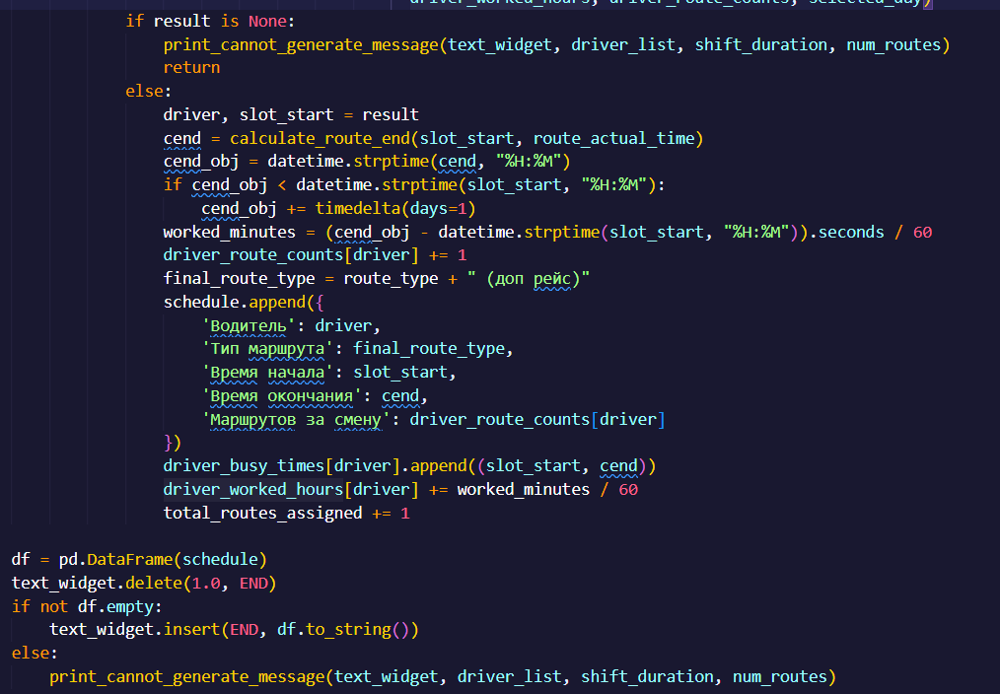 driver_worked_hours, driver_route_counts, selected_day)
if result is None:
print_cannot_generate_message(text_widget, driver_list, shift_duration, num_routes)
return
else:
driver, slot_start = result
cend = calculate_route_end(slot_start, route_actual_time)
cend_obj = datetime.strptime(cend, "%H:%M")
if cend_obj < datetime.strptime(slot_start, "%H:%M"):
cend_obj += timedelta(days=1)
worked_minutes = (cend_obj - datetime.strptime(slot_start, "%H:%M")).seconds / 60
driver_route_counts[driver] += 1
final_route_type = route_type + " (доп рейс)"
schedule.append({
'Водитель': driver,
'Тип маршрута': final_route_type,
'Время начала': slot_start,
'Время окончания': cend,
'Маршрутов за смену': driver_route_counts[driver]
})
driver_busy_times[driver].append((slot_start, cend))
driver_worked_hours[driver] += worked_minutes / 60
total_routes_assigned += 1
df = pd.DataFrame(schedule)
text_widget.delete(1.0, END)
if not df.empty:
text_widget.insert(END, df.to_string())
else:
print_cannot_generate_message(text_widget, driver_list, shift_duration, num_routes)